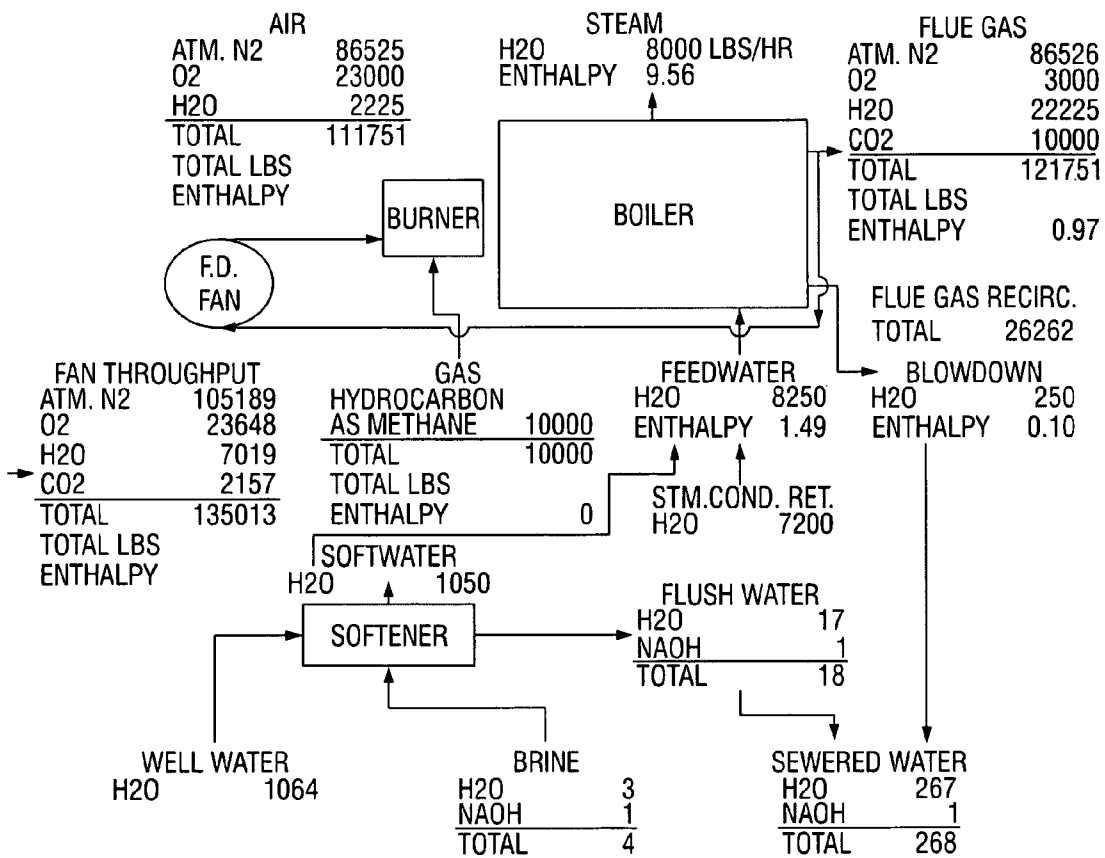 AIR
ATM. N2 86525
O2 23000
H2O 2225
TOTAL 111751
TOTAL LBS
ENTHALPY
STEAM
H2O 8000 LBS/HR
ENTHALPY 9.56
FLUE GAS
ATM. N2 86526
O2 3000
H2O 22225
CO2 10000
TOTAL 121751
TOTAL LBS
ENTHALPY 0.97
BURNER
BOILER
F.D.
FAN
FLUE GAS RECIRC.
TOTAL 26262
FAN THROUGHPUT
ATM. N2 105189
O2 23648
H2O 7019
CO2 2157
TOTAL 135013
TOTAL LBS
ENTHALPY
GAS
HYDROCARBON
AS METHANE 10000
TOTAL 10000
TOTAL LBS
ENTHALPY 0
FEEDWATER
H2O 8250
ENTHALPY 1.49
BLOWDOWN
H2O 250
ENTHALPY 0.10
STM.COND. RET.
H2O 7200
SOFTWATER
H2O 1050
SOFTENER
FLUSH WATER
H2O 17
NAOH 1
TOTAL 18
WELL WATER
H2O 1064
BRINE
H2O 3
NAOH 1
TOTAL 4
SEWERED WATER
H2O 267
NAOH 1
TOTAL 268